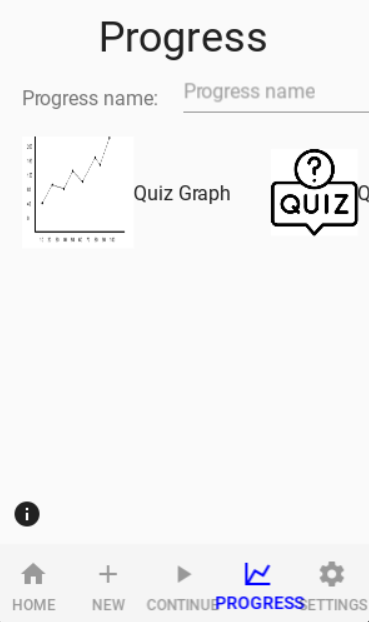 Progress
Progress name: Progress name
Quiz Graph
?
QUIZ
Q
HOME NEW CONTINUE PROGRESS SETTINGS